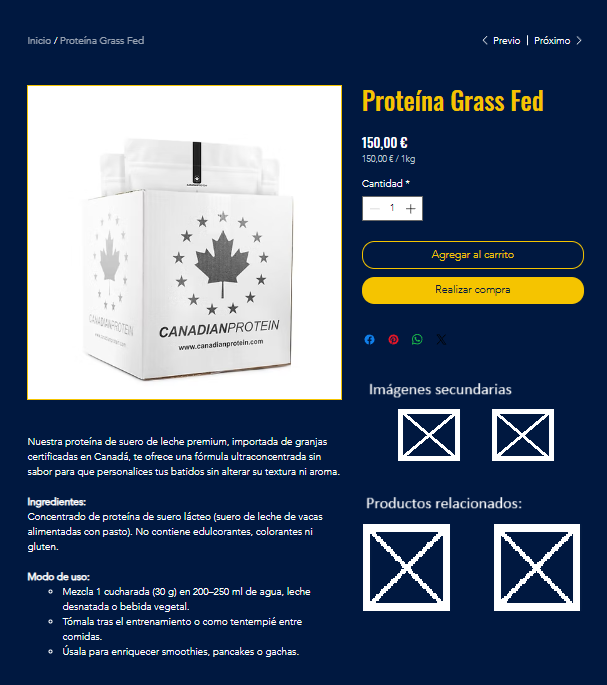 Inicio / Proteína Grass Fed
Previo | Próximo
Proteína Grass Fed
150,00 €
150,00 € / 1kg
Cantidad *
1
Agregar al carrito
Realizar compra
CANADIANPROTEIN
www.canadianprotein.com
Imágenes secundarias
Nuestra proteína de suero de leche premium, importada de granjas
certificadas en Canadá, te ofrece una fórmula ultraconcentrada sin
sabor para que personalices tus batidos sin alterar su textura ni aroma.
Ingredientes:
Concentrado de proteína de suero lácteo (suero de leche de vacas
alimentadas con pasto). No contiene edulcorantes, colorantes ni
gluten.
Modo de uso:
Mezcla 1 cucharada (30 g) en 200–250 ml de agua, leche
desnatada o bebida vegetal.
Tómala tras el entrenamiento o como tentempié entre
comidas.
Úsala para enriquecer smoothies, pancakes o gachas.
Productos relacionados: